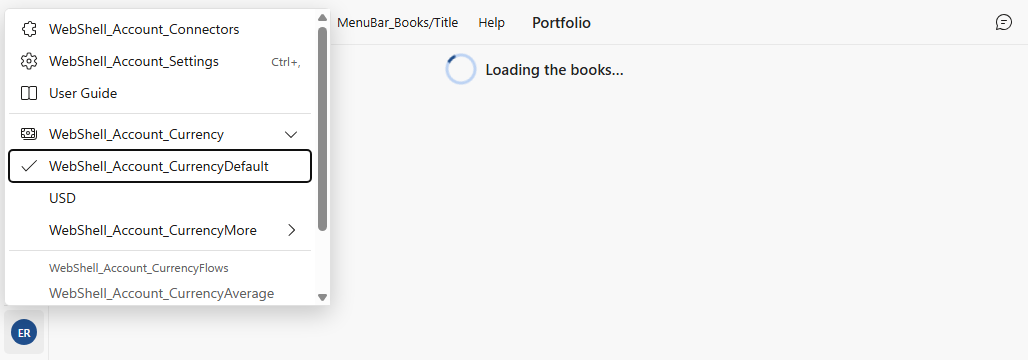 WebShell_Account_Connectors
WebShell_Account_Settings Ctrl+,
User Guide
WebShell_Account_Currency
WebShell_Account_CurrencyDefault
USD
WebShell_Account_CurrencyMore
WebShell_Account_CurrencyFlows
WebShell_Account_CurrencyAverage
ER
MenuBar_Books/Title Help Portfolio
Loading the books...